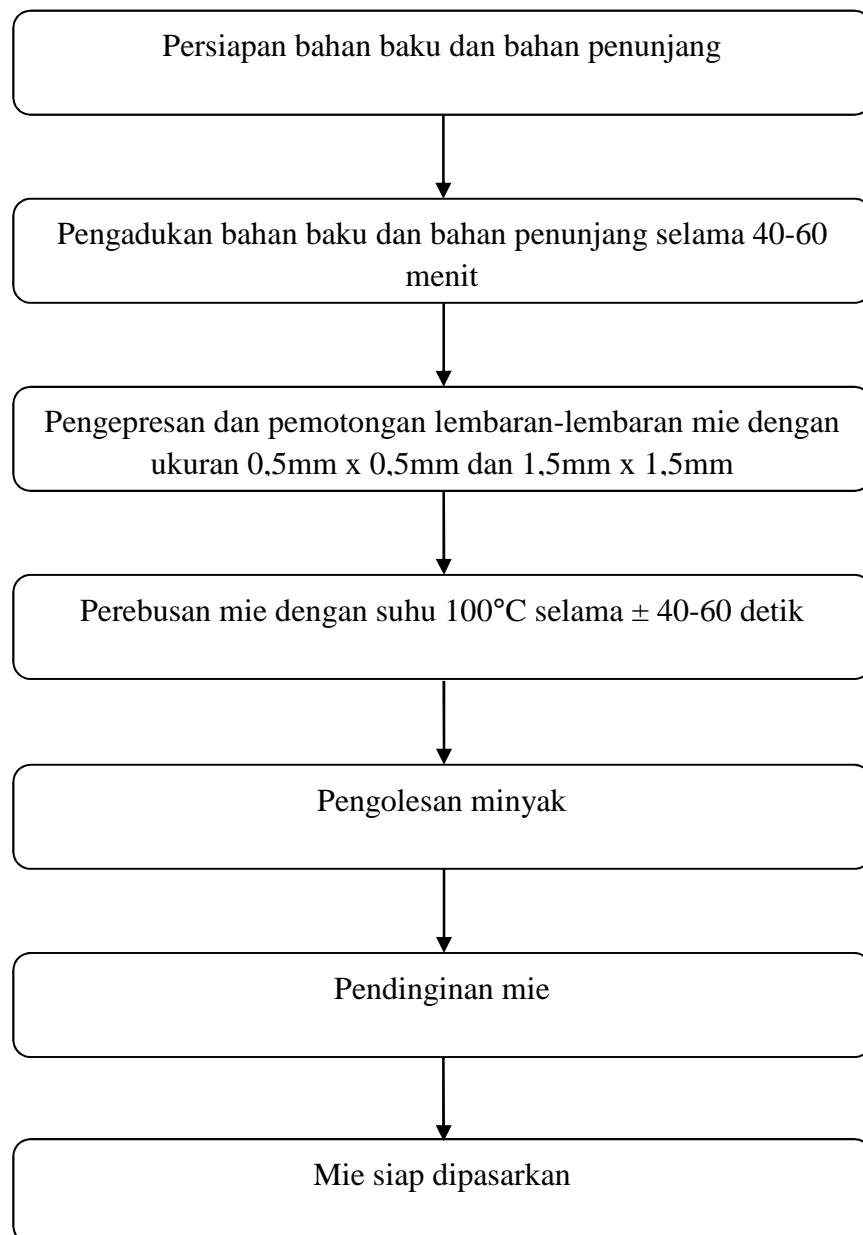 Persiapan bahan baku dan bahan penunjang
Pengadukan bahan baku dan bahan penunjang selama 40-60
menit
Pengepresan dan pemotongan lembaran-lembaran mie dengan
ukuran 0,5mm x 0,5mm dan 1,5mm x 1,5mm
Perebusan mie dengan suhu 100°C selama ± 40-60 detik
Pengolesan minyak
Pendinginan mie
Mie siap dipasarkan